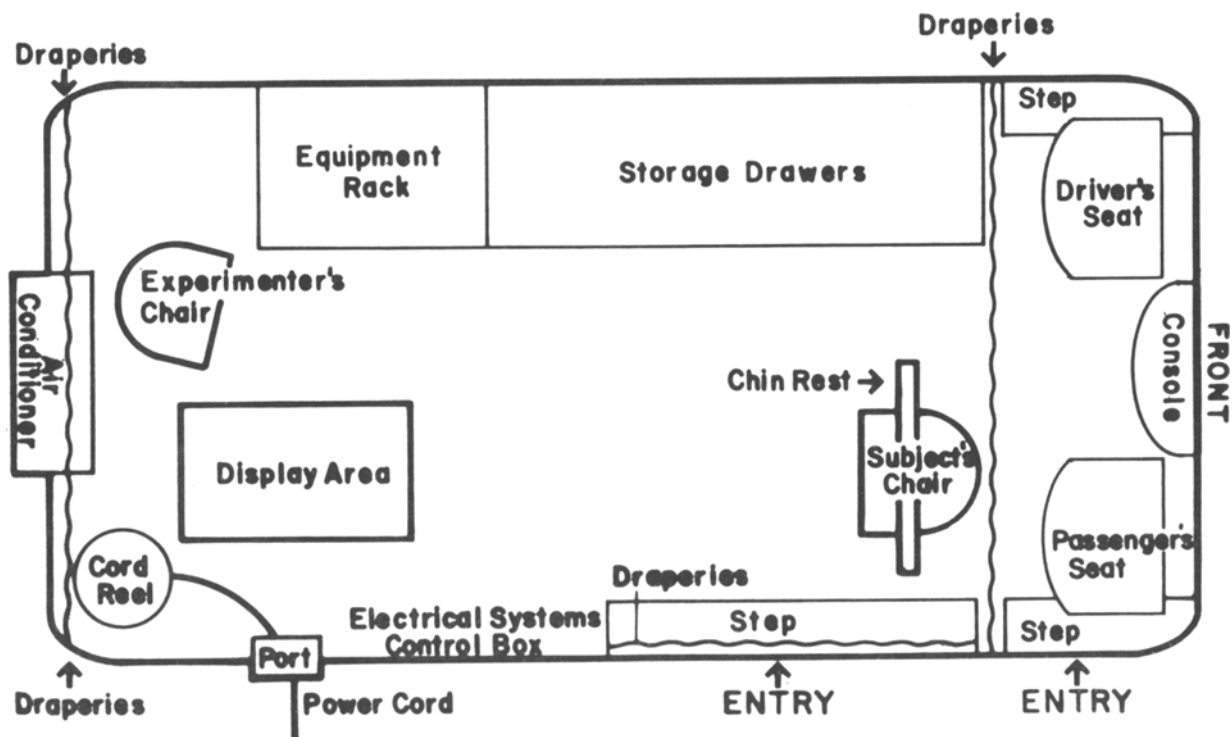 Draperies
Draperies
Step
Equipment
Rack
Storage Drawers
Driver's
Seat
Experimenter's
Chair
Air
Conditioner
Console
FRONT
Chin Rest
Display Area
Subject's
Chair
Passenger's
Seat
Cord
Reel
Draperies
Electrical Systems
Control Box
Step
Step
Port
Draperies
Power Cord
ENTRY
ENTRY